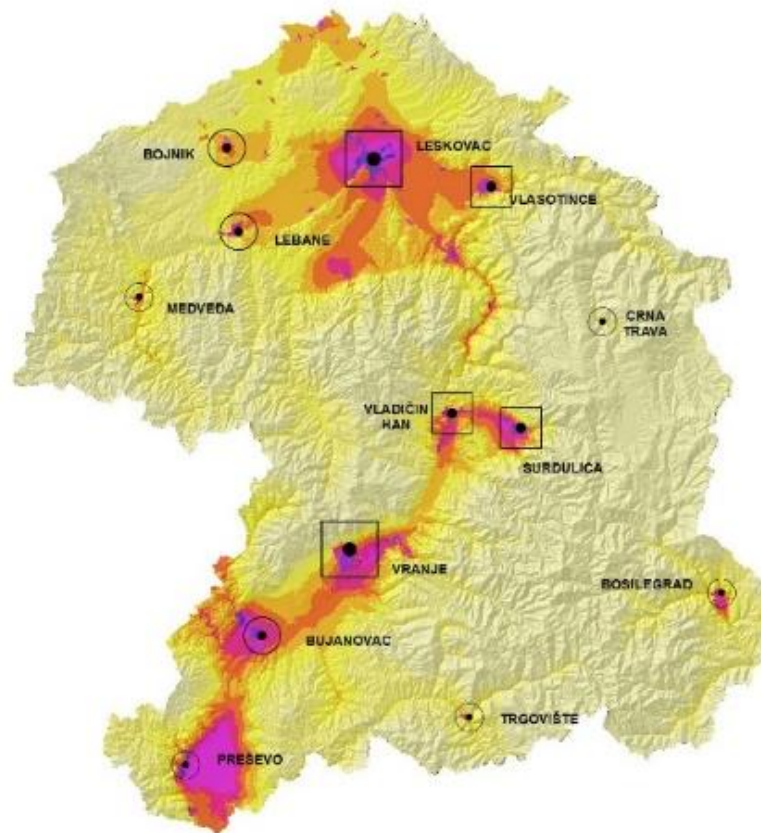 LESKOVAC
BOJNIK
VLASOTINCE
LEBANE
MEDVEĐA
CRNA
TRAVA
VLADIČIN
HAN
SURDULICA
VRANJE
BOSILEGRAD
BUJANOVAC
TRGOVIŠTE
PREŠEVO